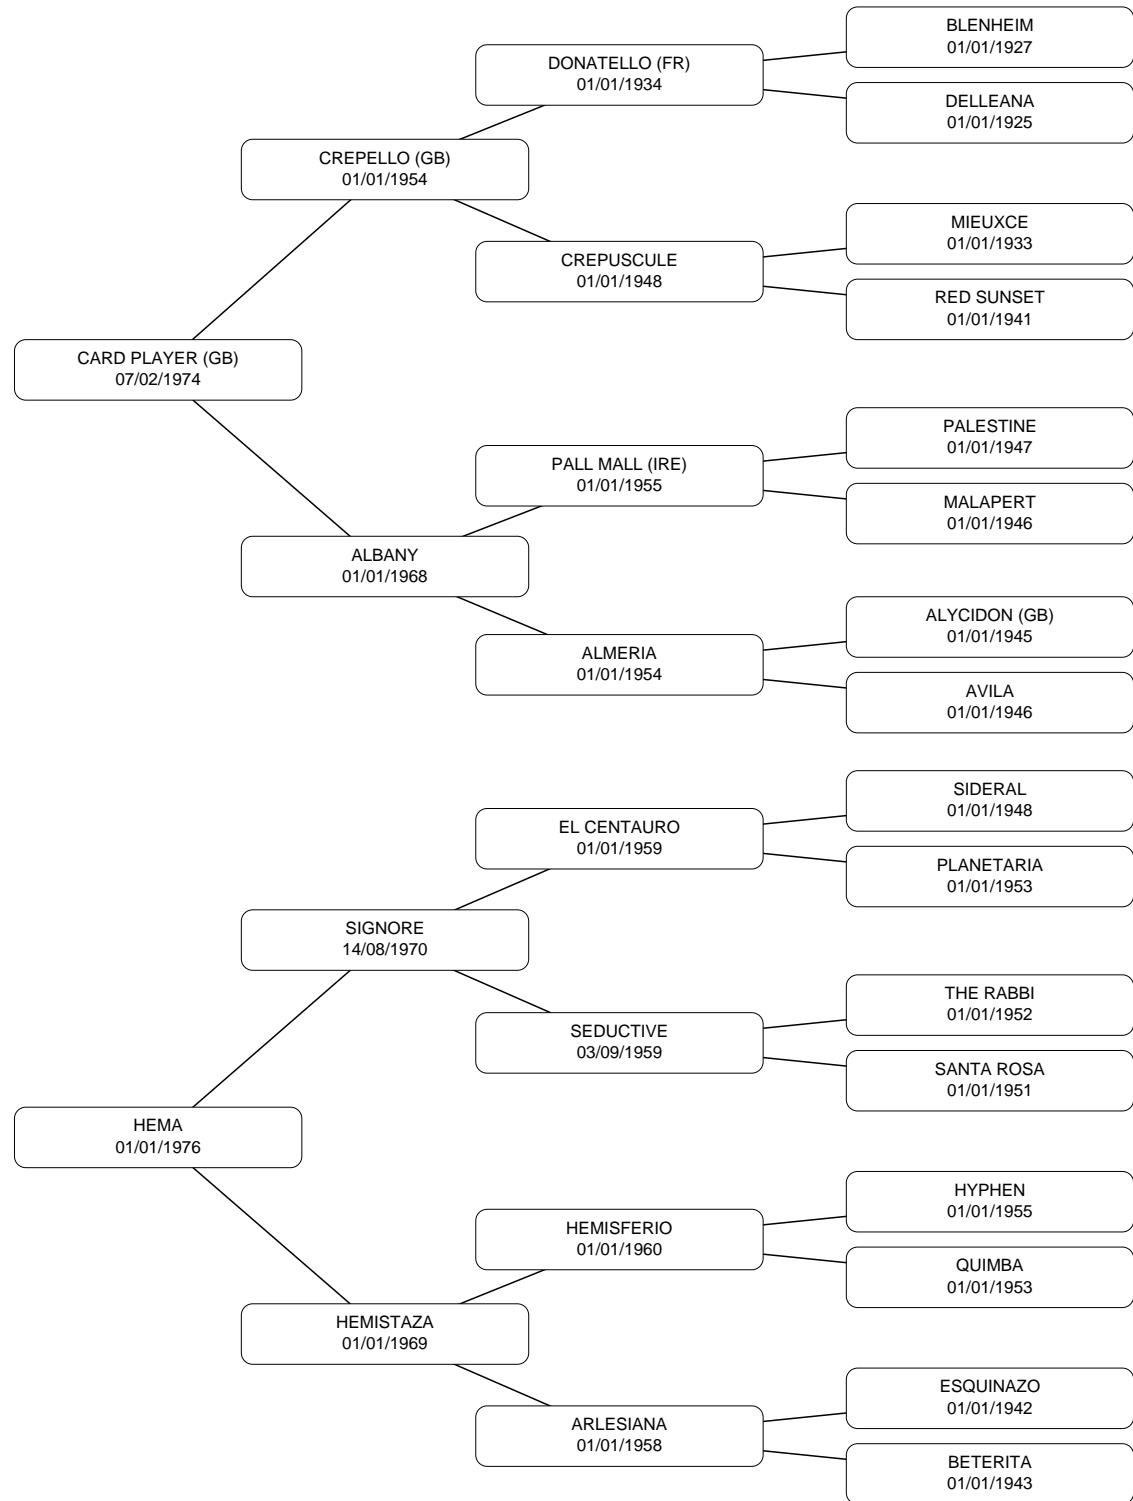 BLENHEIM
01/01/1927
DONATELLO (FR)
01/01/1934
DELLEANA
01/01/1925
CREPELLO (GB)
01/01/1954
MIEUXCE
01/01/1933
CREPUSCULE
01/01/1948
RED SUNSET
01/01/1941
CARD PLAYER (GB)
07/02/1974
PALESTINE
01/01/1947
PALL MALL (IRE)
01/01/1955
MALAPERT
01/01/1946
ALBANY
01/01/1968
ALYCIDON (GB)
01/01/1945
ALMERIA
01/01/1954
AVILA
01/01/1946
SIDERAL
01/01/1948
EL CENTAURO
01/01/1959
PLANETARIA
01/01/1953
SIGNORE
14/08/1970
THE RABBI
01/01/1952
SEDUCTIVE
03/09/1959
SANTA ROSA
01/01/1951
HEMA
01/01/1976
HYPHEN
01/01/1955
HEMISFERIO
01/01/1960
QUIMBA
01/01/1953
HEMISTAZA
01/01/1969
ESQUINAZO
01/01/1942
ARLESIANA
01/01/1958
BETERITA
01/01/1943